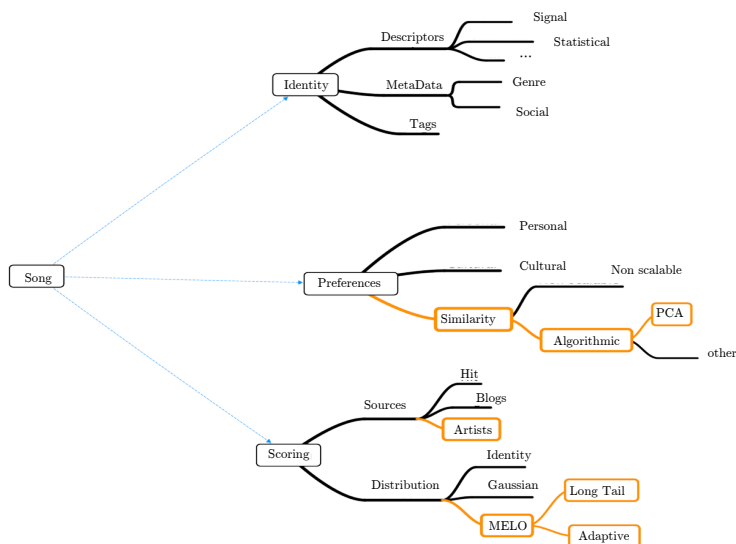 Signal
Descriptors
Statistical
...
Identity
MetaData
Genre
Social
Tags
Personal
Cultural
Non scalable
Song
Preferences
Similarity
PCA
Algorithmic
other
Hit
Sources
Blogs
Artists
Scoring
Identity
Distribution
Gaussian
Long Tail
MELO
Adaptive